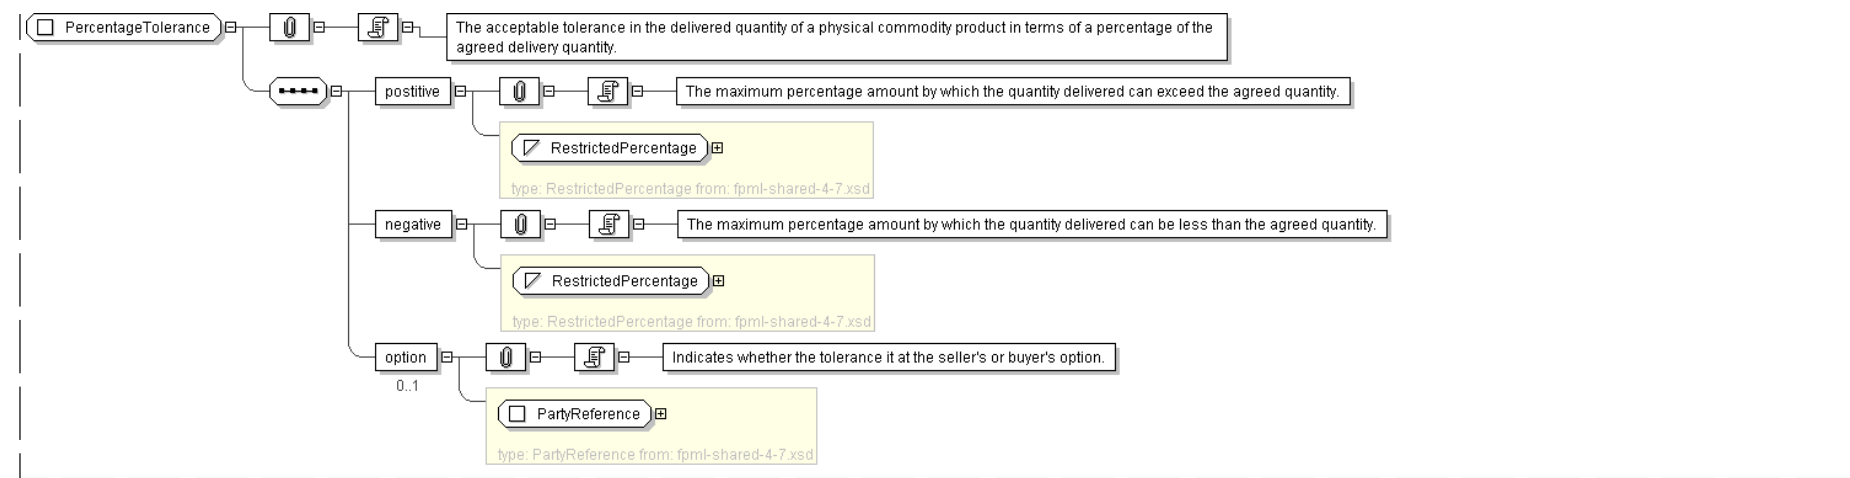 PercentageTolerance
The acceptable tolerance in the delivered quantity of a physical commodity product in terms of a percentage of the
agreed delivery quantity.
postitive
The maximum percentage amount by which the quantity delivered can exceed the agreed quantity.
RestrictedPercentage
type: RestrictedPercentage from: fpml-shared-4-7.xsd
negative
The maximum percentage amount by which the quantity delivered can be less than the agreed quantity.
RestrictedPercentage
type: RestrictedPercentage from: fpml-shared-4-7.xsd
option
Indicates whether the tolerance it at the seller's or buyer's option.
0..1
PartyReference
type: PartyReference from: fpml-shared-4-7.xsd